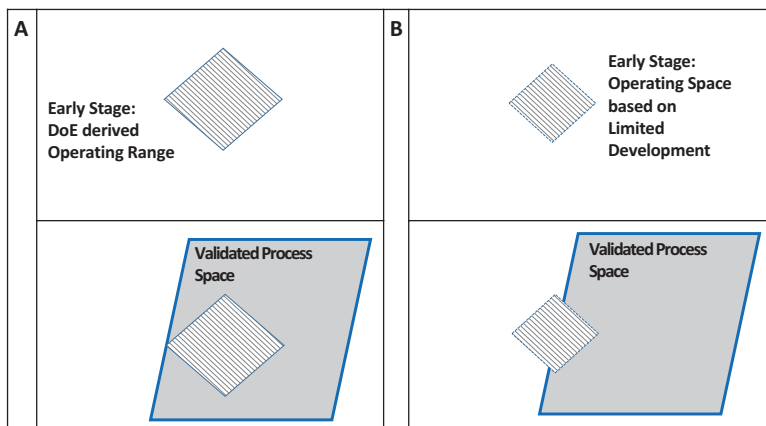 A
Early Stage:
DoE derived
Operating Range
Validated Process
Space
B
Early Stage:
Operating Space
based on
Limited
Development
Validated Process
Space